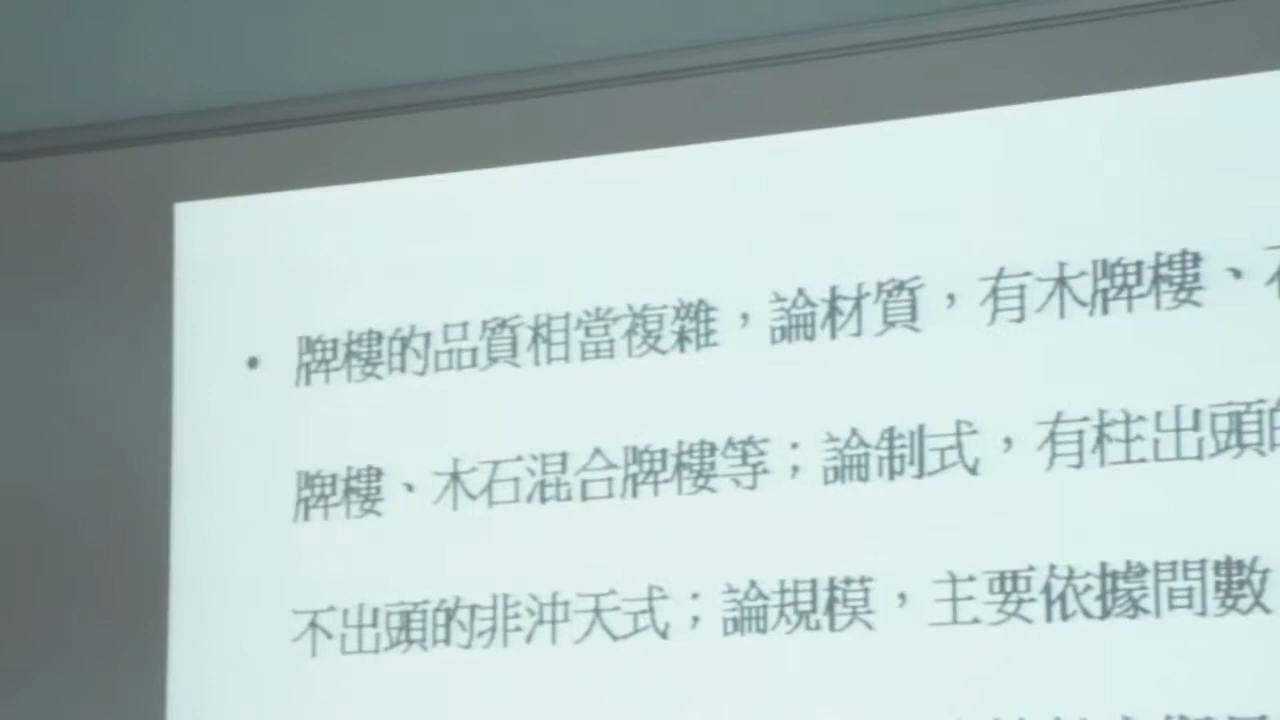 • 牌樓的品質相當複雜，論材質，有木牌樓、
牌樓、木石混合牌樓等；論制式，有柱出頭的
不出頭的非沖天式；論規模，主要依據間數